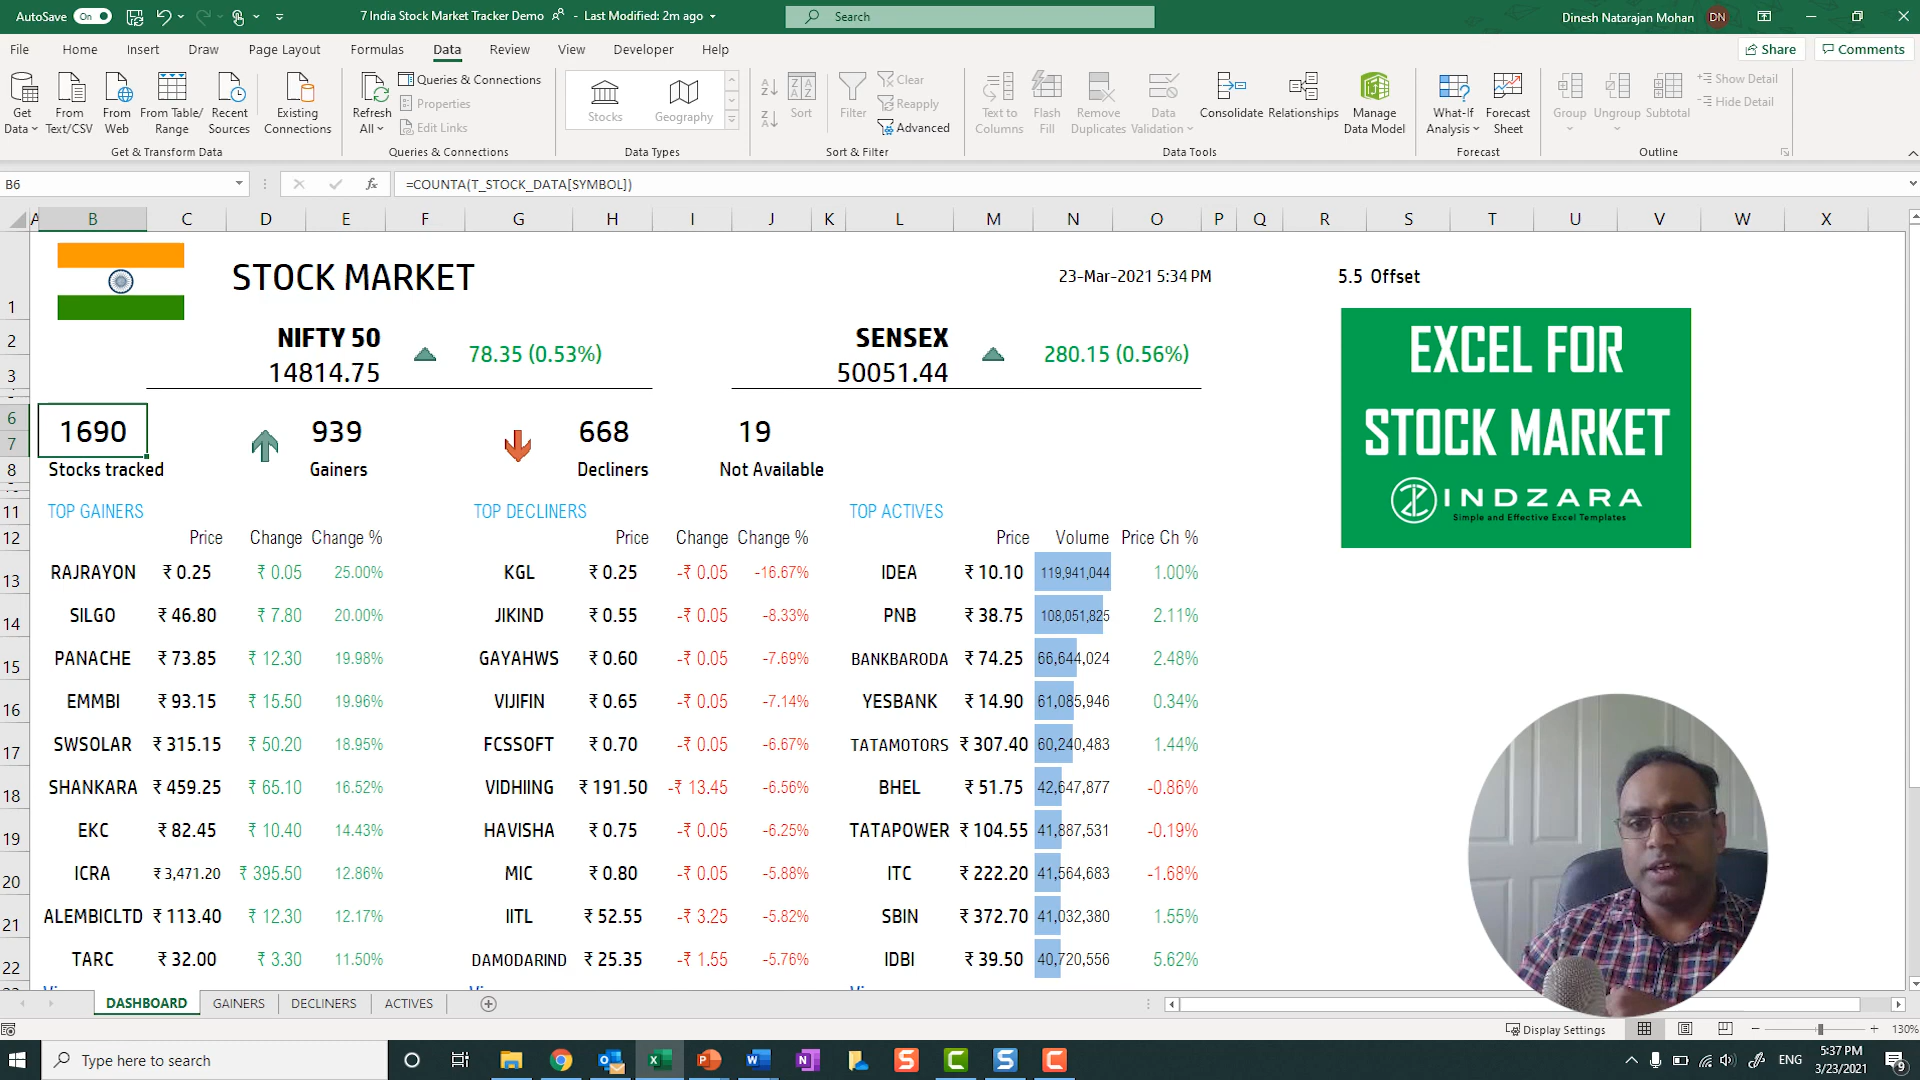 AutoSave On 7 India Stock Market Tracker Demo - Last Modified: 2m ago Search Dinesh Natarajan Mohan DN
File Home Insert Draw Page Layout Formulas Data Review View Developer Help Share Comments
Get Data From Text/CSV From Web From Table/ Range Recent Sources Existing Connections
Get & Transform Data
Refresh All Queries & Connections
Properties
Edit Links
Queries & Connections
Stocks Geography
Data Types
Sort Filter Clear
Reapply
Advanced
Sort & Filter
Text to Columns Flash Fill Remove Duplicates Data Validation Consolidate Relationships Manage Data Model
Data Tools
What-If Analysis Forecast Sheet
Forecast
Group Ungroup Subtotal Show Detail
Hide Detail
Outline
B6 fx =COUNTA(T_STOCK_DATA[SYMBOL])
A B C D E F G H I J K L M N O P Q R S T U V W X
1 STOCK MARKET 23-Mar-2021 5:34 PM 5.5 Offset
2 NIFTY 50 SENSEX
78.35 (0.53%) 280.15 (0.56%)
3 14814.75 50051.44
EXCEL FOR
STOCK MARKET
INDZARA
Simple and Effective Excel Templates
6
7 1690 939 668 19
8 Stocks tracked Gainers Decliners Not Available
11 TOP GAINERS TOP DECLINERS TOP ACTIVES
12 Price Change Change % Price Change Change % Price Volume Price Ch %
13 RAJRAYON ₹ 0.25 ₹ 0.05 25.00% KGL ₹ 0.25 -₹ 0.05 -16.67% IDEA ₹ 10.10 119,941,044 1.00%
14 SILGO ₹ 46.80 ₹ 7.80 20.00% JIKIND ₹ 0.55 -₹ 0.05 -8.33% PNB ₹ 38.75 108,051,825 2.11%
15 PANACHE ₹ 73.85 ₹ 12.30 19.98% GAYAHWS ₹ 0.60 -₹ 0.05 -7.69% BANKBARODA ₹ 74.25 66,644,024 2.48%
16 EMMBI ₹ 93.15 ₹ 15.50 19.96% VIJIFIN ₹ 0.65 -₹ 0.05 -7.14% YESBANK ₹ 14.90 61,085,946 0.34%
17 SWSOLAR ₹ 315.15 ₹ 50.20 18.95% FCSSOFT ₹ 0.70 -₹ 0.05 -6.67% TATAMOTORS ₹ 307.40 60,240,483 1.44%
18 SHANKARA ₹ 459.25 ₹ 65.10 16.52% VIDHIING ₹ 191.50 -₹ 13.45 -6.56% BHEL ₹ 51.75 42,647,877 -0.86%
19 EKC ₹ 82.45 ₹ 10.40 14.43% HAVISHA ₹ 0.75 -₹ 0.05 -6.25% TATAPOWER ₹ 104.55 41,887,531 -0.19%
20 ICRA ₹ 3,471.20 ₹ 395.50 12.86% MIC ₹ 0.80 -₹ 0.05 -5.88% ITC ₹ 222.20 41,564,683 -1.68%
21 ALEMBICLTD ₹ 113.40 ₹ 12.30 12.17% IITL ₹ 52.55 -₹ 3.25 -5.82% SBIN ₹ 372.70 41,032,380 1.55%
22 TARC ₹ 32.00 ₹ 3.30 11.50% DAMODARIND ₹ 25.35 -₹ 1.55 -5.76% IDBI ₹ 39.50 40,720,556 5.62%
DASHBOARD GAINERS DECLINERS ACTIVES
Display Settings 130%
Type here to search ENG 5:37 PM
3/23/2021 9